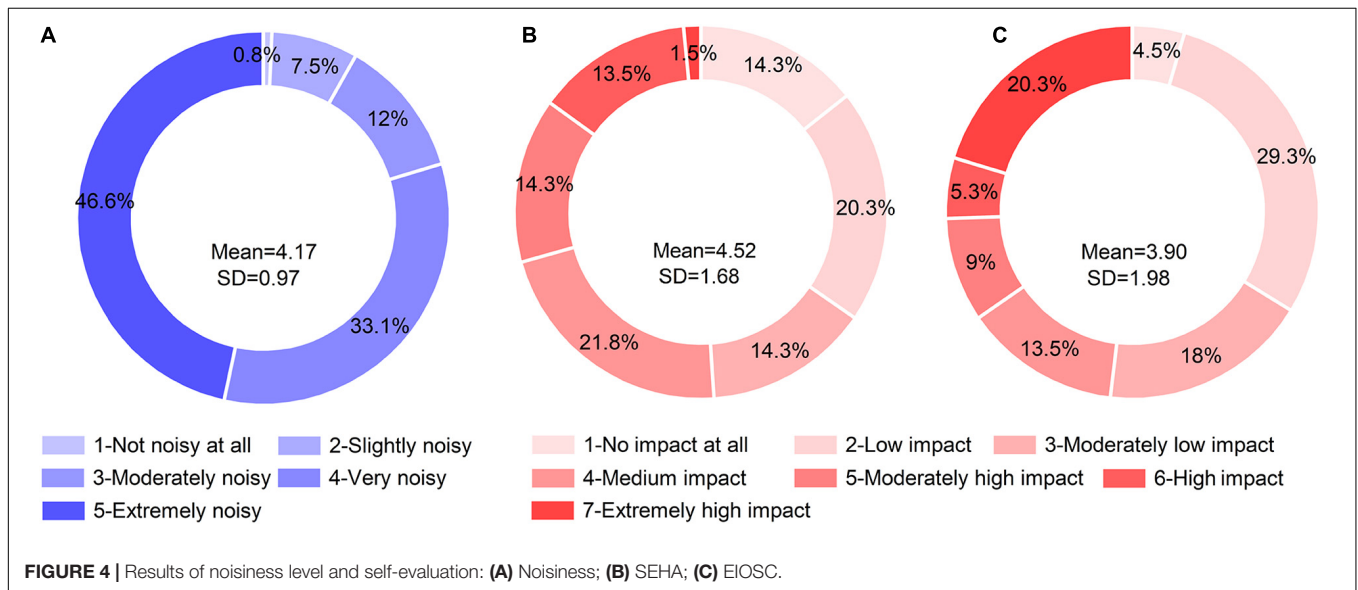 A
0.8%
7.5%
12%
33.1%
46.6%
Mean=4.17
SD=0.97
1-Not noisy at all
2-Slightly noisy
3-Moderately noisy
4-Very noisy
5-Extremely noisy
B
1.5%
14.3%
20.3%
14.3%
21.8%
14.3%
13.5%
Mean=4.52
SD=1.68
C
4.5%
29.3%
18%
13.5%
9%
5.3%
20.3%
Mean=3.90
SD=1.98
1-No impact at all
2-Low impact
3-Moderately low impact
4-Medium impact
5-Moderately high impact
6-High impact
7-Extremely high impact
FIGURE 4 | Results of noisiness level and self-evaluation: (A) Noisiness; (B) SEHA; (C) EIOSC.